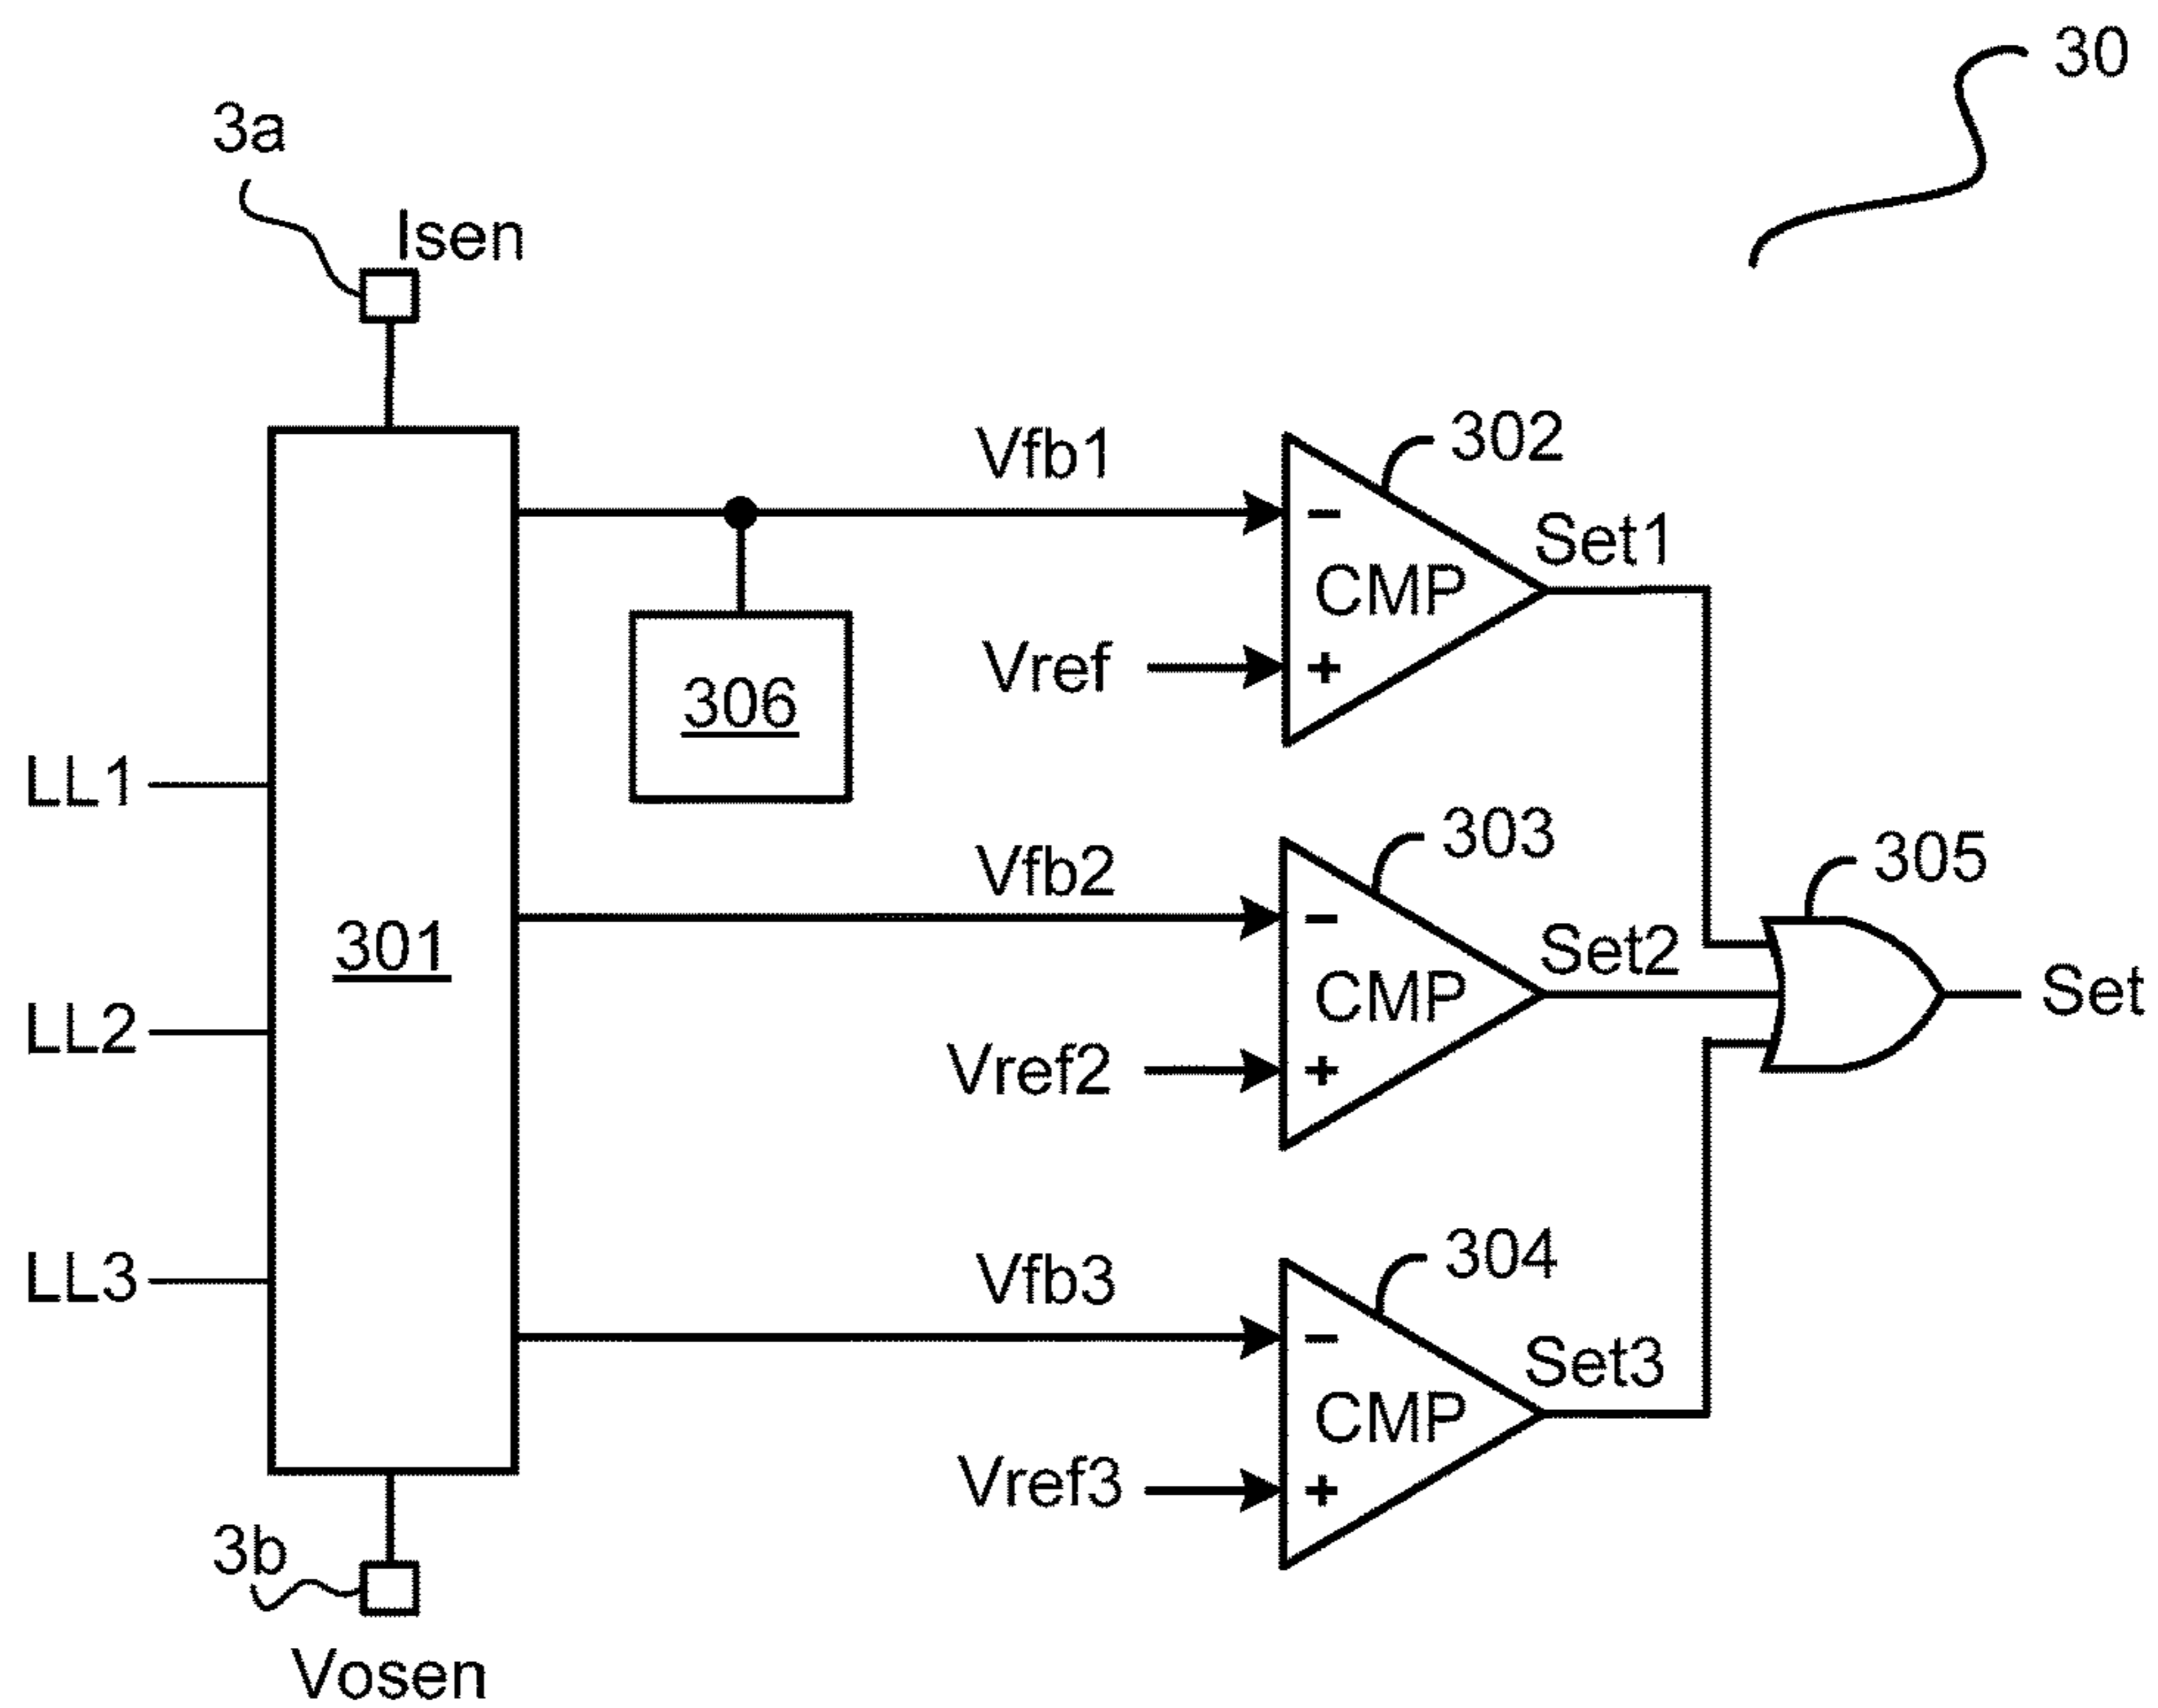 30
3a
Isen
Vfb1
302
Set1
-
CMP
Vref
+
306
LL1
Vfb2
303
305
-
Set2
301
CMP
Set
LL2
Vref2
+
LL3
Vfb3
304
-
Set3
CMP
Vref3
+
3b
Vosen